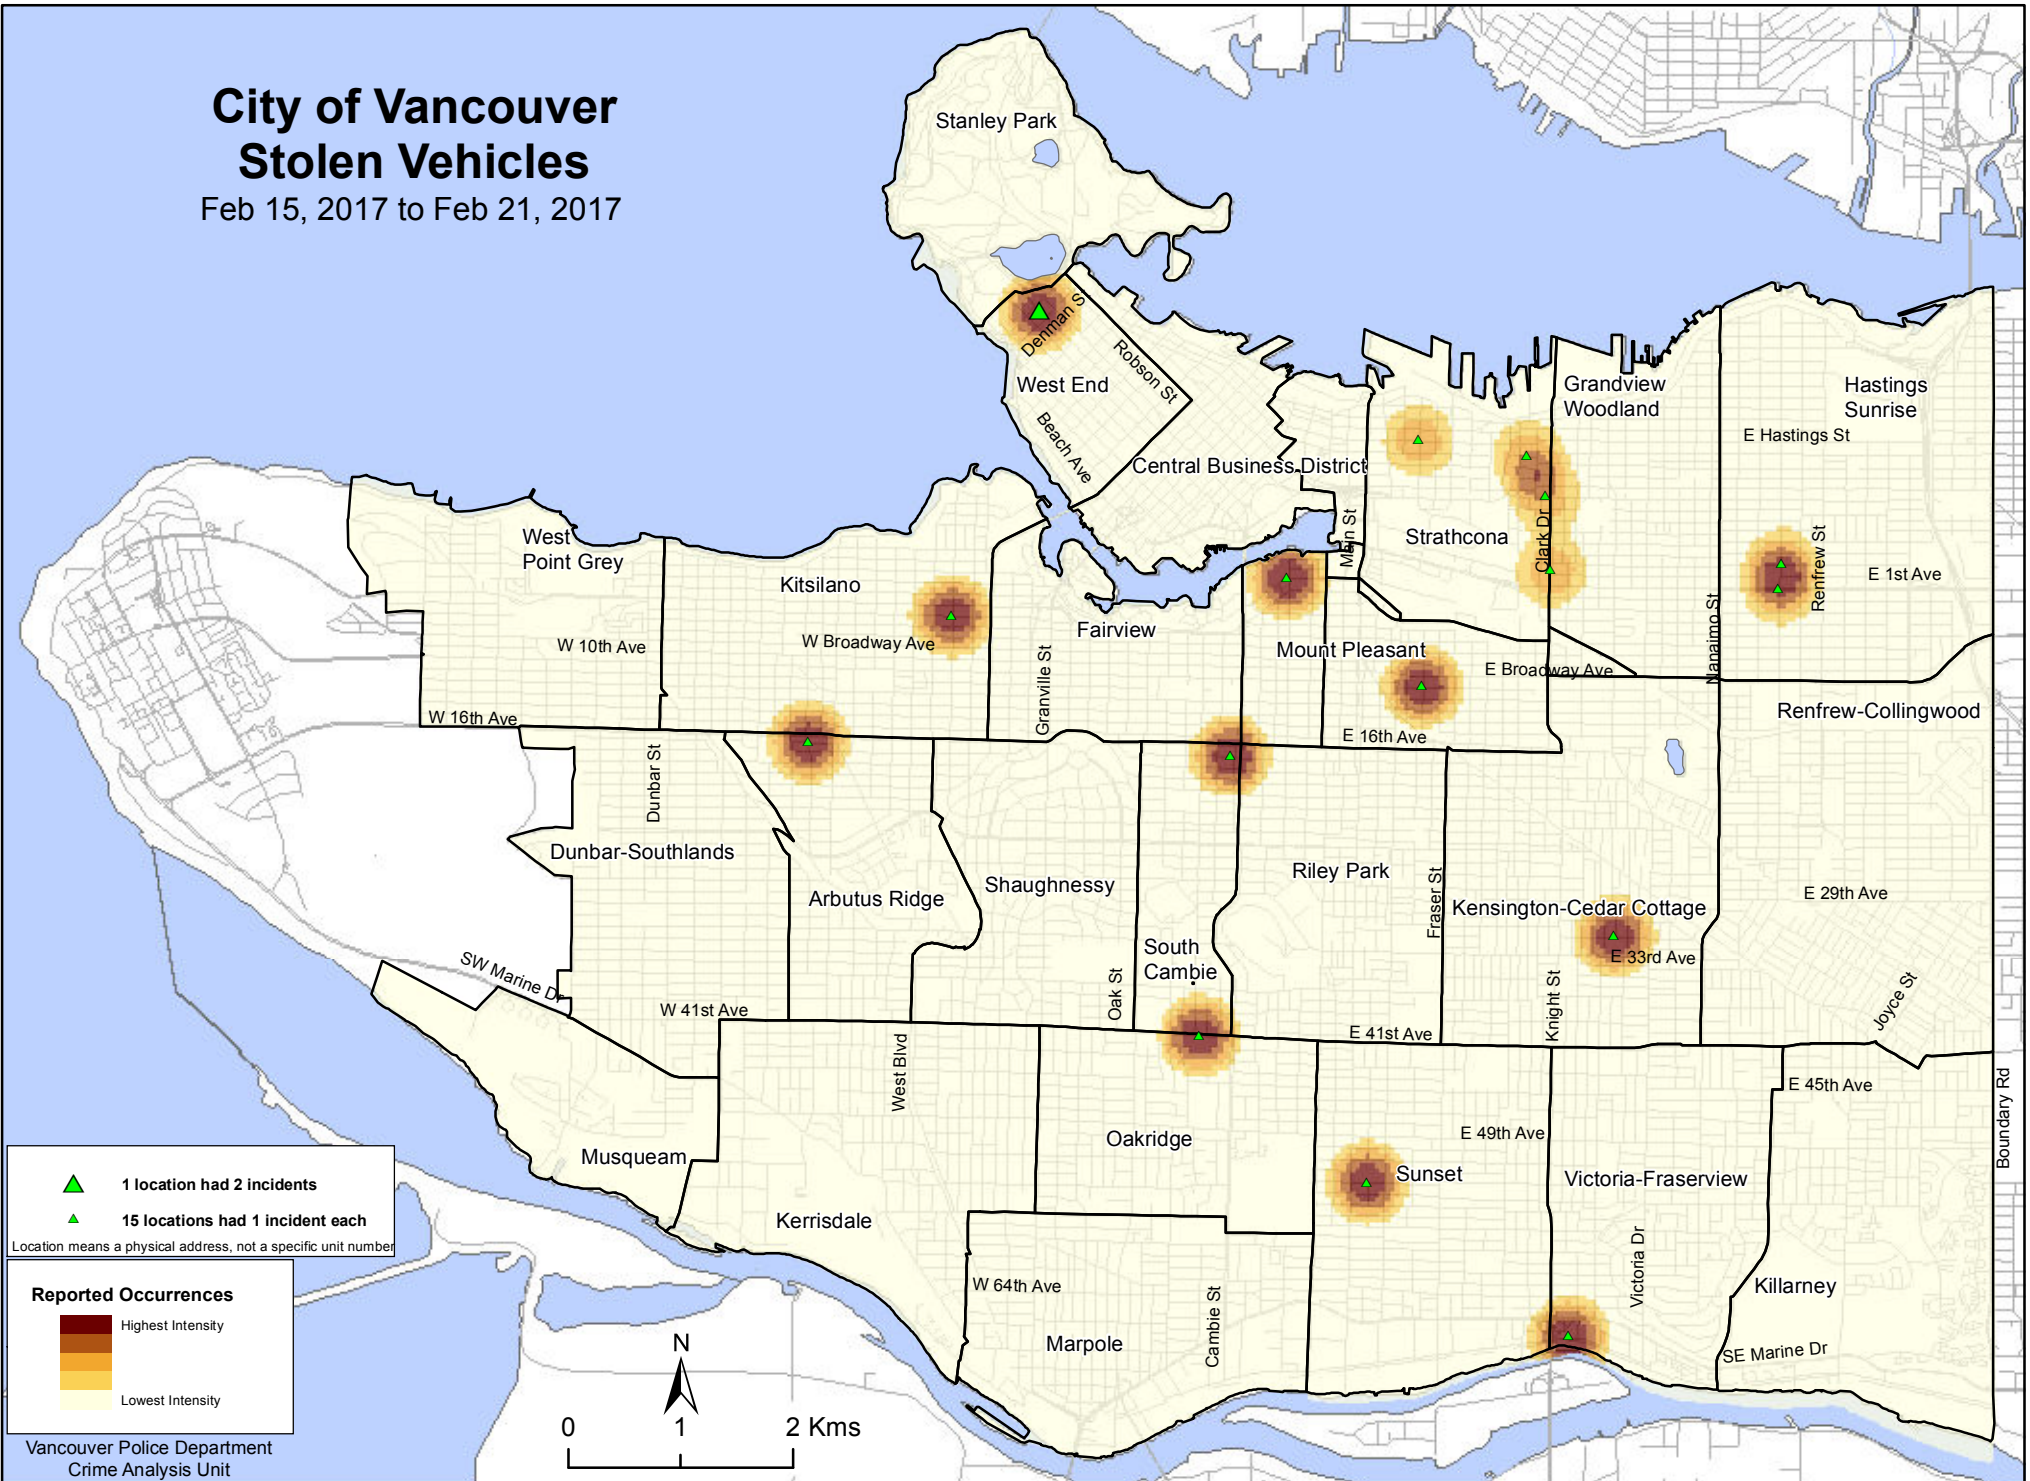 City of Vancouver
Stolen Vehicles
Feb 15, 2017 to Feb 21, 2017
Stanley Park
Denman St
Robson St
West End
Beach Ave
Central Business District
Grandview
Woodland
Hastings
Sunrise
E Hastings St
Main St
Strathcona
Clark Dr
Nanaimo St
Renfrew St
E 1st Ave
West
Point Grey
Kitsilano
W 10th Ave
W Broadway Ave
Fairview
Granville St
Mount Pleasant
E Broadway Ave
W 16th Ave
E 16th Ave
Renfrew-Collingwood
Dunbar St
Dunbar-Southlands
Arbutus Ridge
Shaughnessy
Riley Park
Fraser St
Kensington-Cedar Cottage
E 29th Ave
South
Cambie
E 33rd Ave
SW Marine Dr
W 41st Ave
Oak St
E 41st Ave
Knight St
Joyce St
West Blvd
E 45th Ave
Boundary Rd
Musqueam
Oakridge
E 49th Ave
Sunset
Victoria-Fraserview
Kerrisdale
Victoria Dr
W 64th Ave
Cambie St
Killarney
Marpole
SE Marine Dr
1 location had 2 incidents
15 locations had 1 incident each
Location means a physical address, not a specific unit number
Reported Occurrences
Highest Intensity
Lowest Intensity
N
0 1 2 Kms
Vancouver Police Department
Crime Analysis Unit